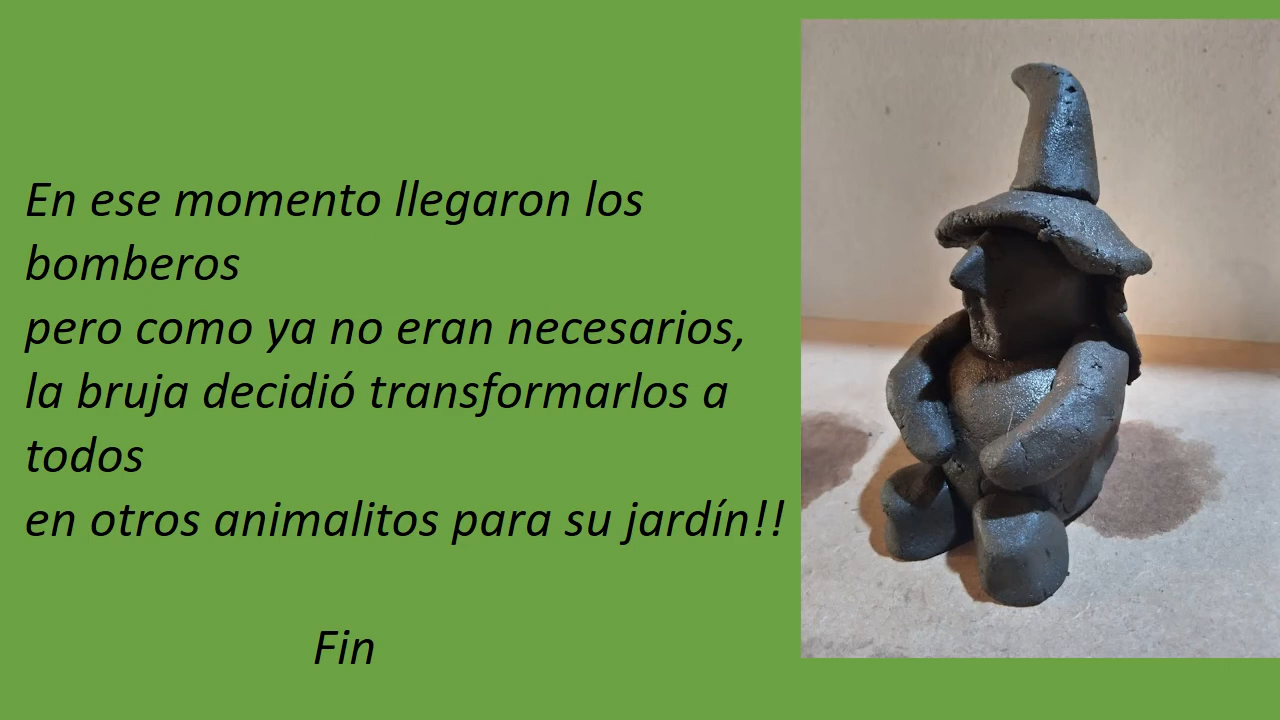 En ese momento llegaron los
bomberos
pero como ya no eran necesarios,
la bruja decidió transformarlos a
todos
en otros animalitos para su jardín!!
Fin